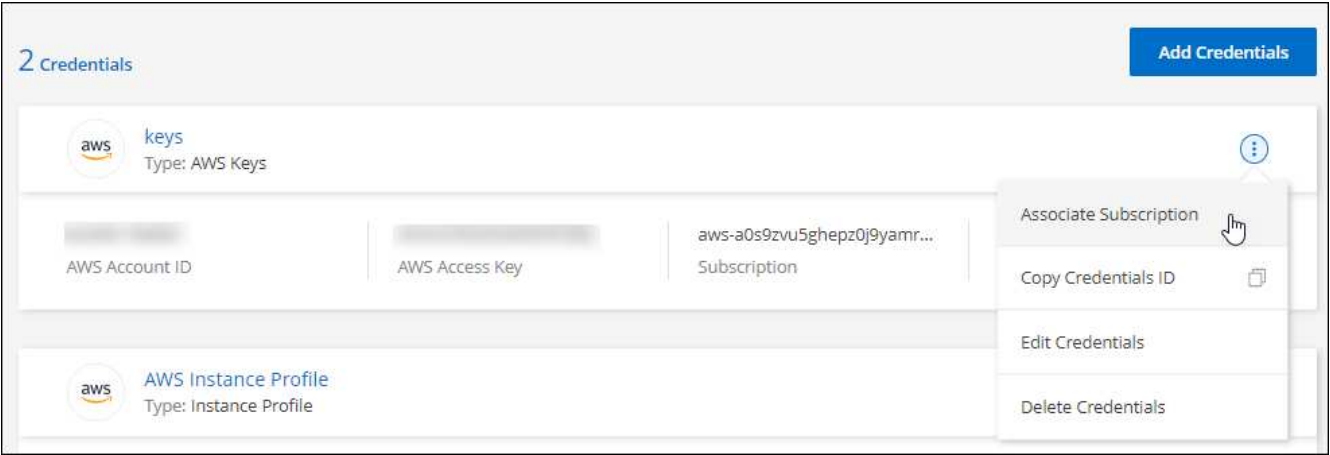 2 Credentials
Add Credentials
aws
keys
Type: AWS Keys
Associate Subscription
aws-a0s9zvu5ghepz0j9yamr...
AWS Account ID
AWS Access Key
Subscription
Copy Credentials ID
Edit Credentials
aws
AWS Instance Profile
Type: Instance Profile
Delete Credentials